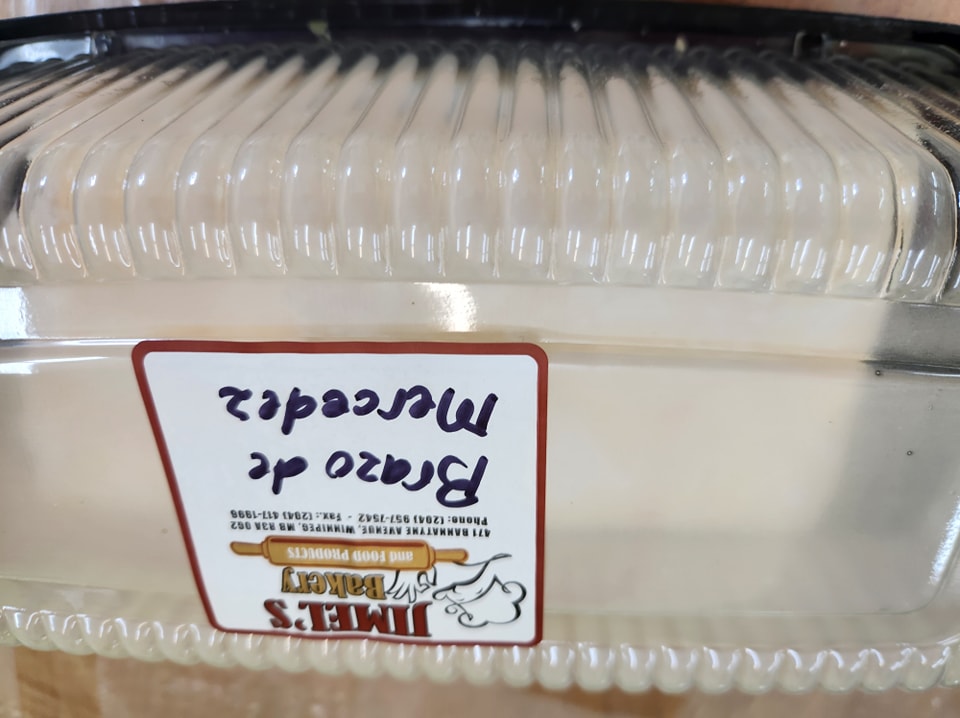 JIMEL'S
Bakery
and FOOD PRODUCTS
471 BANNATYNE AVENUE, WINNIPEG, MB R3A 0G2
Phone: (204) 957-7542 - Fax.: (204) 417-1996
Brazo de
Mercedez